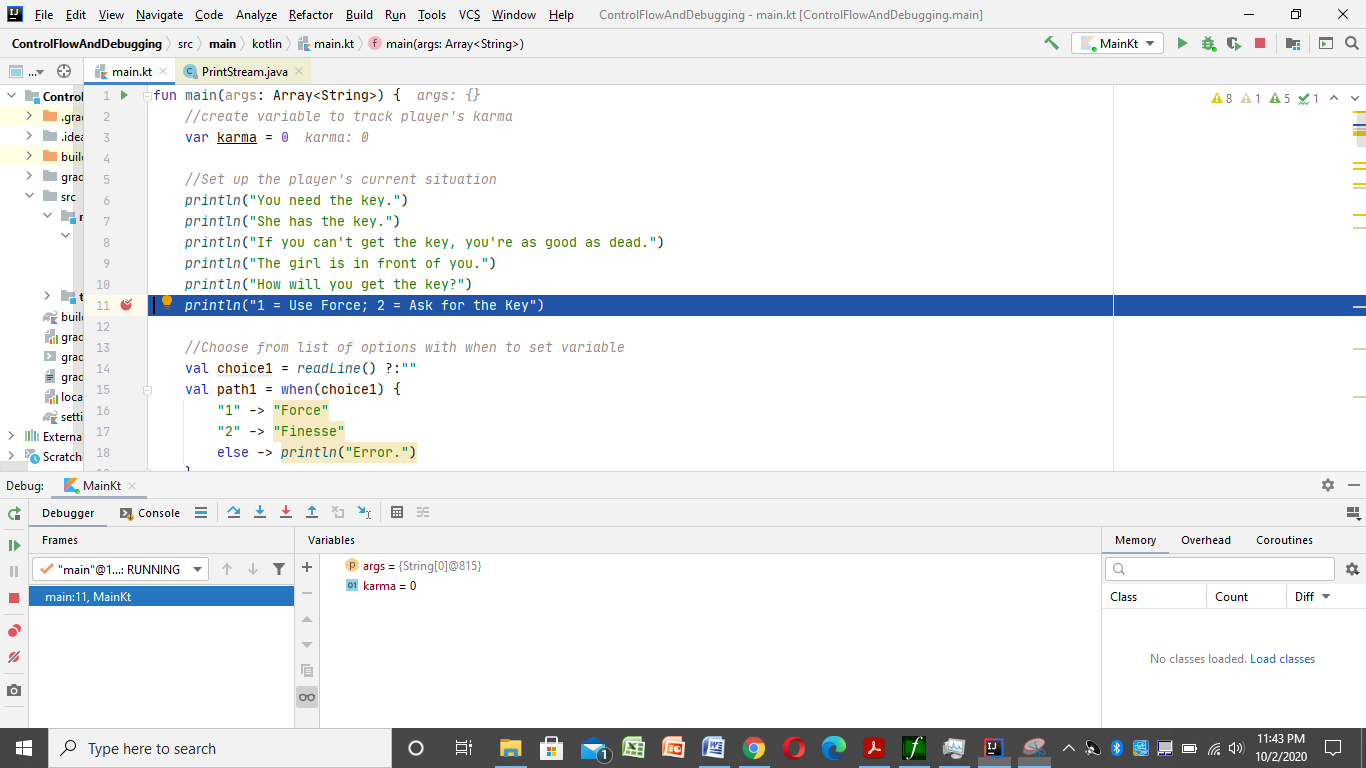 File Edit View Navigate Code Analyze Refactor Build Run Tools VCS Window Help ControlFlowAndDebugging - main.kt [ControlFlowAndDebugging.main]
ControlFlowAndDebugging src main kotlin main.kt main(args: Array<String>) MainKt
... main.kt PrintStream.java
Control
.gra
.idea
buil
grad
src
buil
grad
grad
grad
loca
setti
Externa
Scratch
8 1 5 1
1 fun main(args: Array<String>) { args: {}
2 //create variable to track player's karma
3 var karma = 0 karma: 0
4
5 //Set up the player's current situation
6 println("You need the key.")
7 println("She has the key.")
8 println("If you can't get the key, you're as good as dead.")
9 println("The girl is in front of you.")
10 println("How will you get the key?")
11 println("1 = Use Force; 2 = Ask for the Key")
12
13 //Choose from list of options with when to set variable
14 val choice1 = readLine() ?:""
15 val path1 = when(choice1) {
16 "1" -> "Force"
17 "2" -> "Finesse"
18 else -> println("Error.")
Debug: MainKt
Debugger Console
Frames Variables Memory Overhead Coroutines
"main"@1...: RUNNING
main:11, MainKt
args = {String[0]@815}
karma = 0
Class Count Diff
No classes loaded. Load classes
Type here to search
1
11:43 PM
10/2/2020